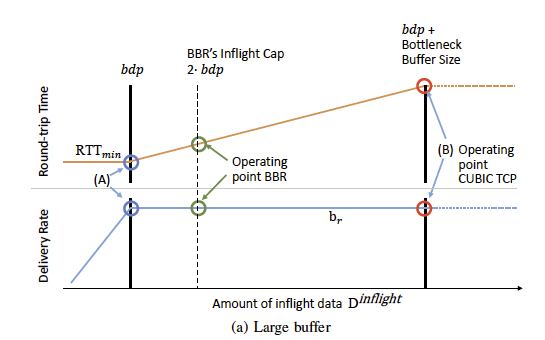 bdp +
Bottleneck
Buffer Size
BBR's Inflight Cap
2· bdp
bdp
Round-trip Time
RTTmin
(A)
Operating
point BBR
(B) Operating
point
CUBIC TCP
Delivery Rate
br
Amount of inflight data Dinflight
(a) Large buffer